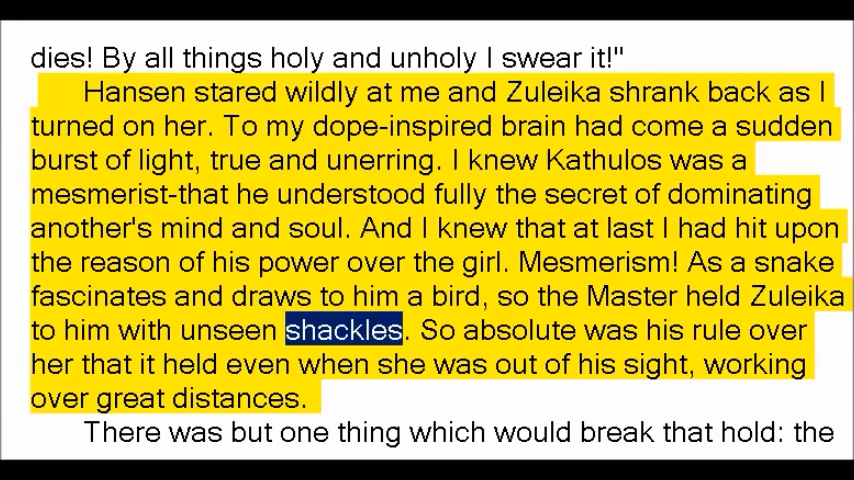 dies! By all things holy and unholy I swear it!"
Hansen stared wildly at me and Zuleika shrank back as I
turned on her. To my dope-inspired brain had come a sudden
burst of light, true and unerring. I knew Kathulos was a
mesmerist-that he understood fully the secret of dominating
another's mind and soul. And I knew that at last I had hit upon
the reason of his power over the girl. Mesmerism! As a snake
fascinates and draws to him a bird, so the Master held Zuleika
to him with unseen shackles. So absolute was his rule over
her that it held even when she was out of his sight, working
over great distances.
There was but one thing which would break that hold: the